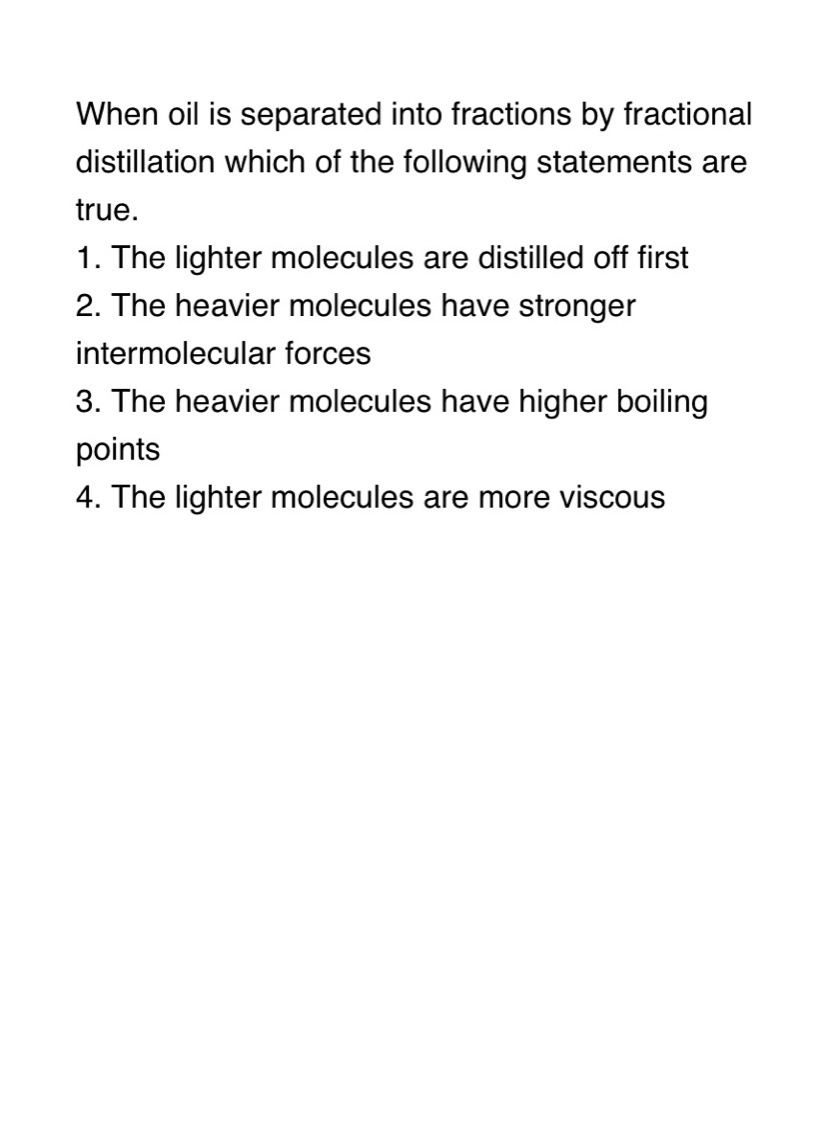 When oil is separated into fractions by fractional
distillation which of the following statements are
true.
1. The lighter molecules are distilled off first
2. The heavier molecules have stronger
intermolecular forces
3. The heavier molecules have higher boiling
points
4. The lighter molecules are more viscous